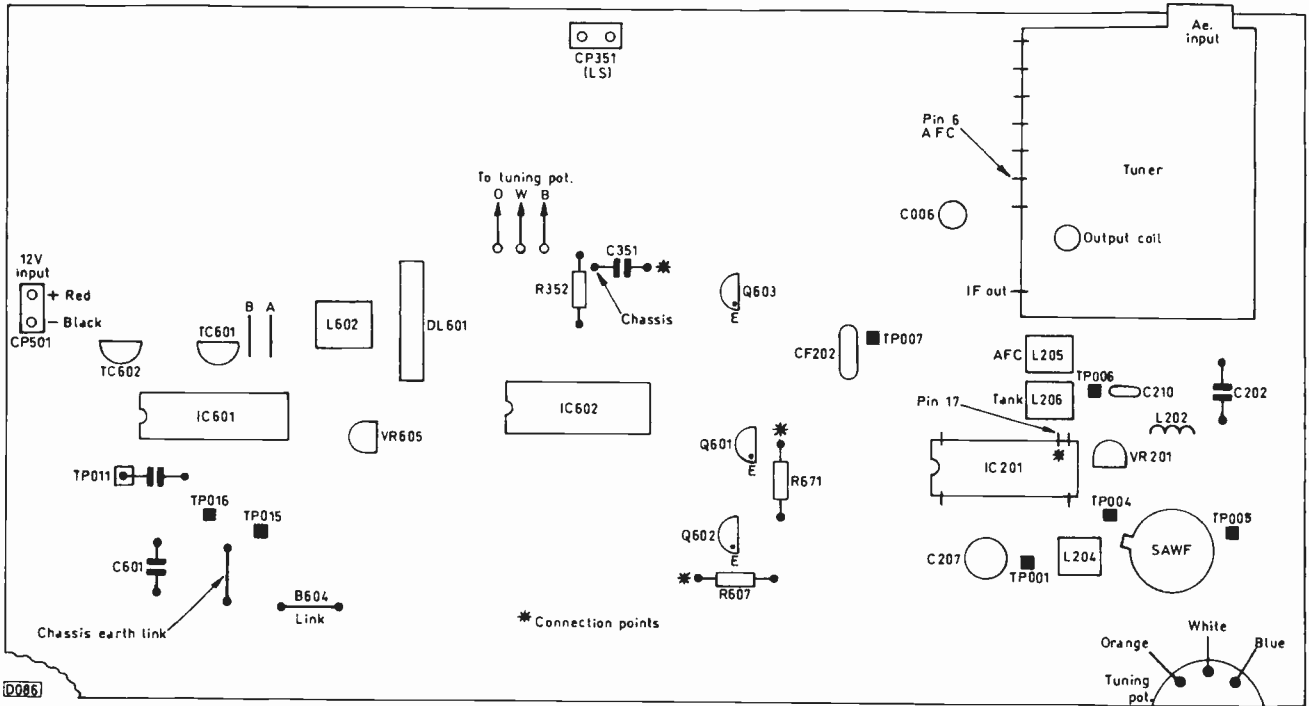 Ae.
input
CP351
(LS)
Pin 6
AFC
Tuner
To tuning pot.
O W B
C006
Output coil
12V
input
+ Red
- Black
CP501
C351
R352
Chassis
Q603
E
IF out
B A
L602
DL601
TC601
TC602
CF202
TP007
AFC L205
TP006
Tank L206
C210
C202
L202
IC601
VR605
IC602
Pin 17
Q601
E
R671
IC201
VR201
TP011
TP016
TP015
TP004
TP005
Q602
E
C207
TP001
L204
SAWF
C601
R607
B604
Link
Chassis earth link
* Connection points
White
Orange
Blue
Tuning
pot.
D086